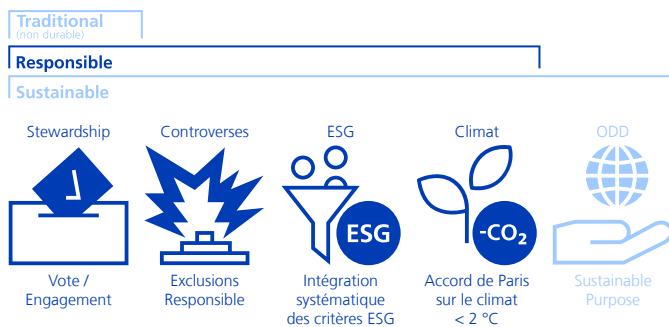 Traditional
(non durable)
Responsible
Sustainable
Stewardship
Controverses
ESG
Climat
ODD
ESG
-CO₂
Vote /
Engagement
Exclusions
Responsible
Intégration
systématique
des critères ESG
Accord de Paris
sur le climat
< 2 °C
Sustainable
Purpose